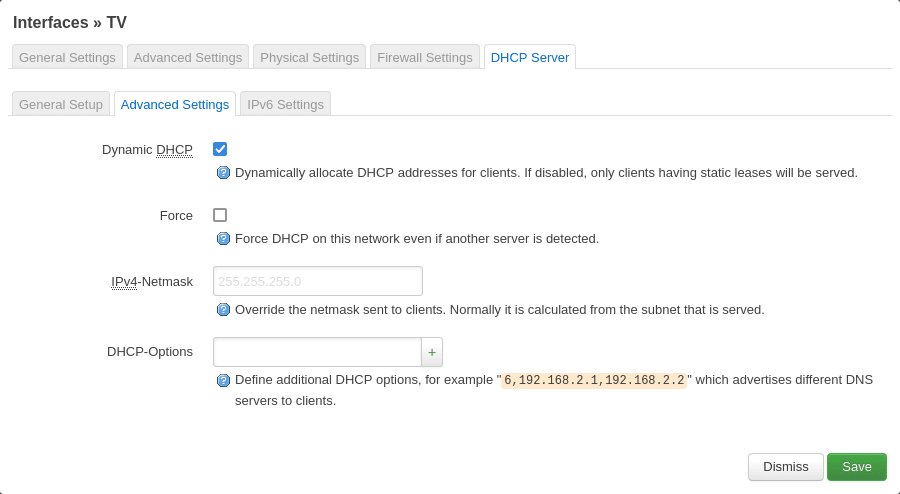 Interfaces » TV
General Settings Advanced Settings Physical Settings Firewall Settings DHCP Server
General Setup Advanced Settings IPv6 Settings
Dynamic DHCP
Dynamically allocate DHCP addresses for clients. If disabled, only clients having static leases will be served.
Force
Force DHCP on this network even if another server is detected.
IPv4-Netmask 255.255.255.0
Override the netmask sent to clients. Normally it is calculated from the subnet that is served.
DHCP-Options +
Define additional DHCP options, for example "6,192.168.2.1,192.168.2.2" which advertises different DNS
servers to clients.
Dismiss Save